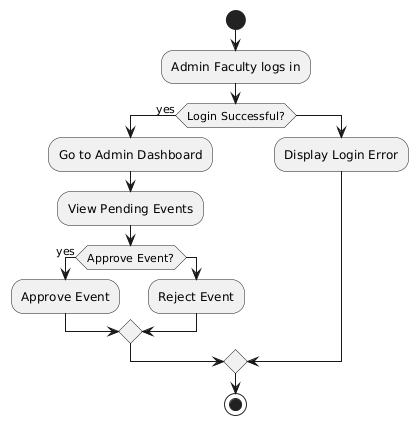 Admin Faculty logs in
yes
Login Successful?
Go to Admin Dashboard
Display Login Error
View Pending Events
yes
Approve Event?
Approve Event
Reject Event